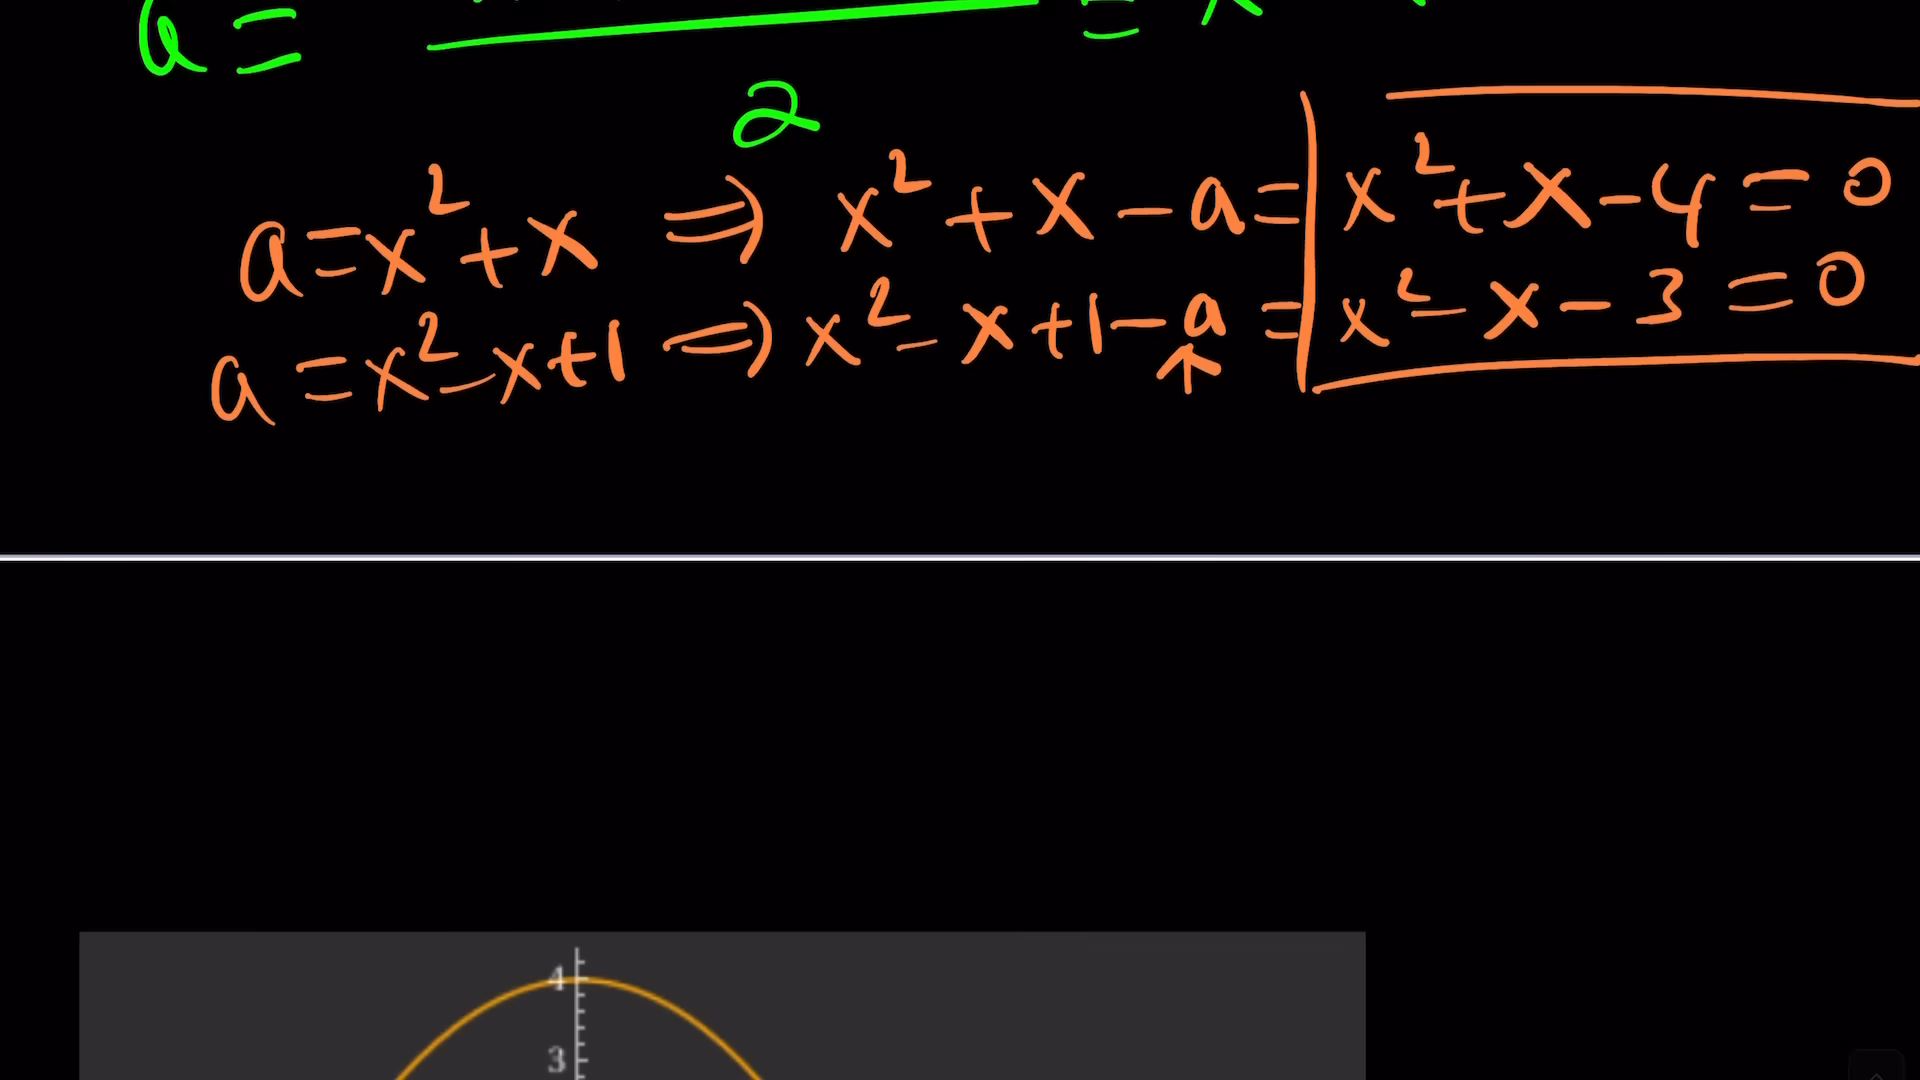 a =
2
a = x² + x ⇒ x² + x - a = | x² + x - 4 = 0
a = x² - x + 1 ⇒ x² - x + 1 - a = | x² - x - 3 = 0
4
3